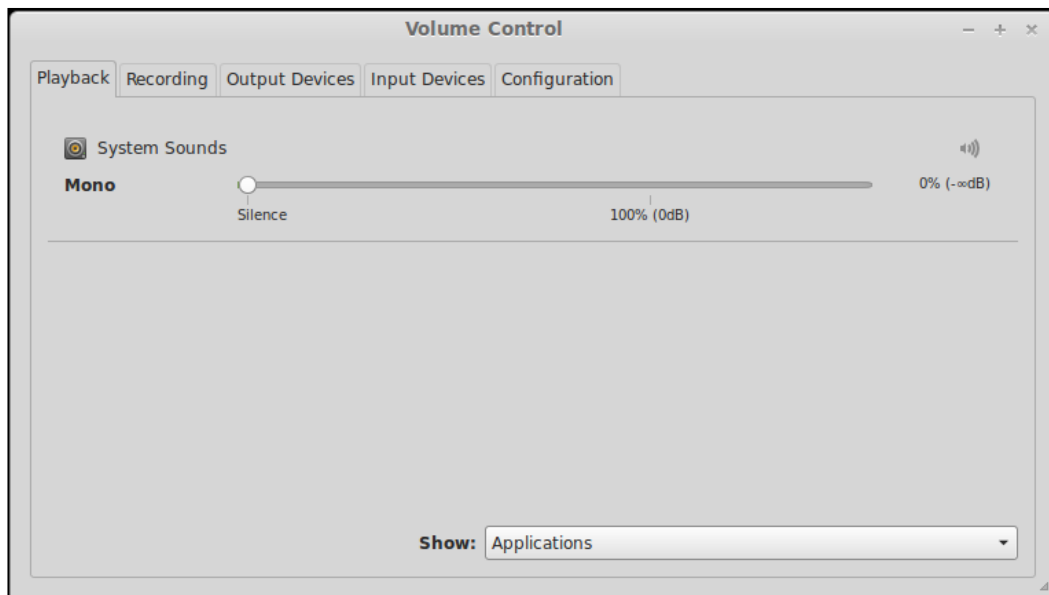 Volume Control
Playback Recording Output Devices Input Devices Configuration
System Sounds
Mono 0% (-∞dB)
Silence 100% (0dB)
Show: Applications